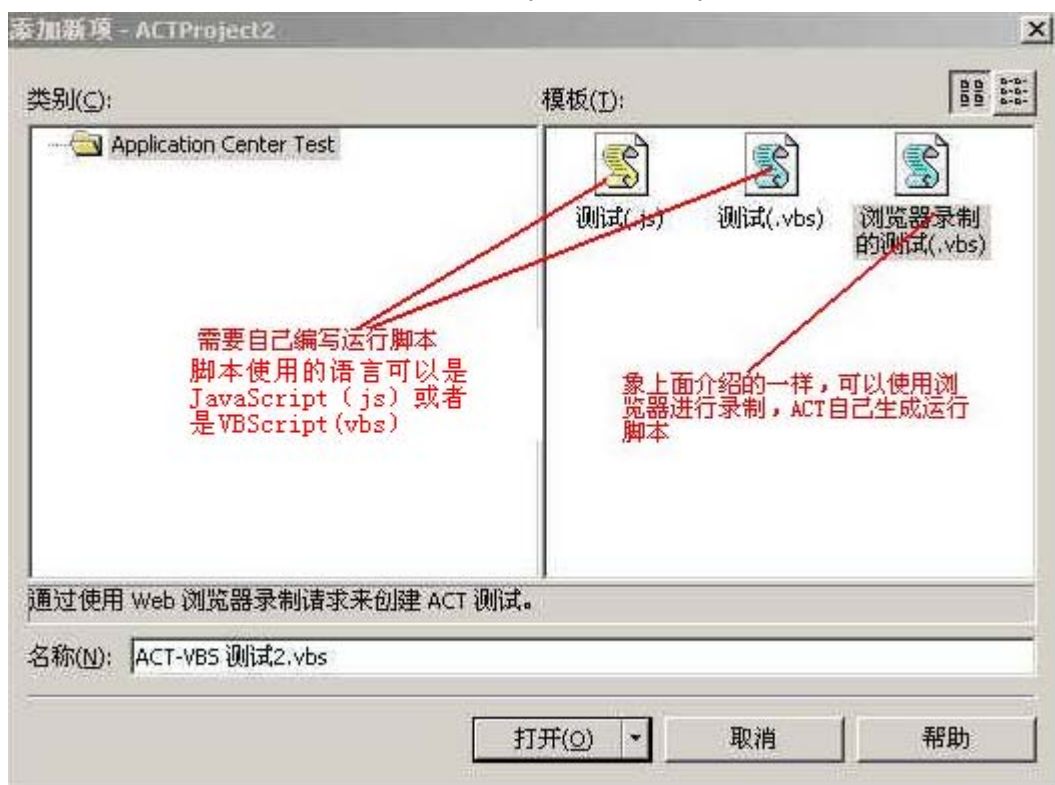 添加新项 - ACTProject2
类别(C):
模板(T):
Application Center Test
测试(.js)
测试(.vbs)
浏览器录制
的测试(.vbs)
需要自己编写运行脚本
脚本使用的语言可以是
JavaScript（js）或者
是VBScript(vbs)
象上面介绍的一样，可以使用浏
览器进行录制，ACT自己生成运行
脚本
通过使用 Web 浏览器录制请求来创建 ACT 测试。
名称(N):
ACT-VBS 测试2.vbs
打开(O)
取消
帮助